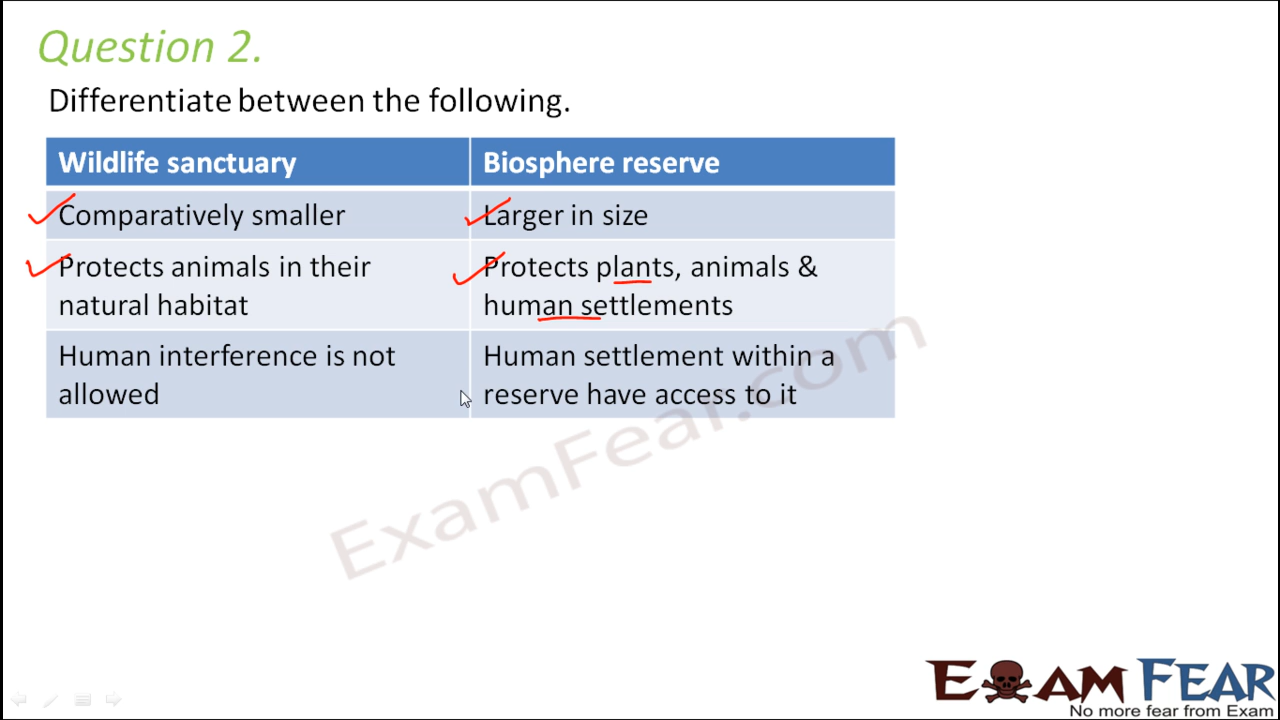 Question 2.
Differentiate between the following.
Wildlife sanctuary
Biosphere reserve
Comparatively smaller
Larger in size
Protects animals in their
natural habitat
Protects plants, animals &
human settlements
Human interference is not
allowed
Human settlement within a
reserve have access to it
ExamFear.com
EXAM FEAR
No more fear from Exam